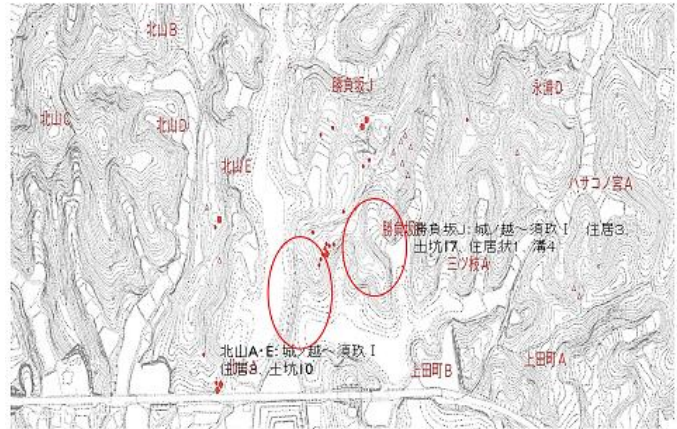 北山B
勝負坂J
永浦D
北山C
北山D
北山E
ハサコノ宮A
勝負坂J: 城ノ越～須玖Ⅰ 住居3、
土坑17、住居状1、溝4
三ツ枝A
北山A・E: 城ノ越～須玖Ⅰ
住居8、土坑10
上田町B
上田町A